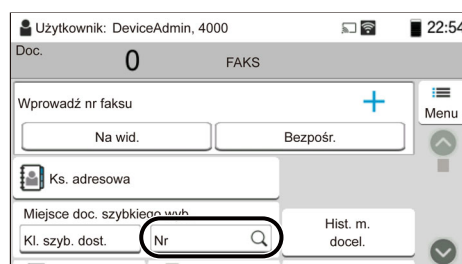 Użytkownik: DeviceAdmin, 4000 22:54
Doc. 0 FAKS
Wprowadź nr faksu
Menu
Na wid. Bezpośr.
Ks. adresowa
Miejsce doc. szybkiego wyb.
Hist. m.
docel.
Kl. szyb. dost. Nr